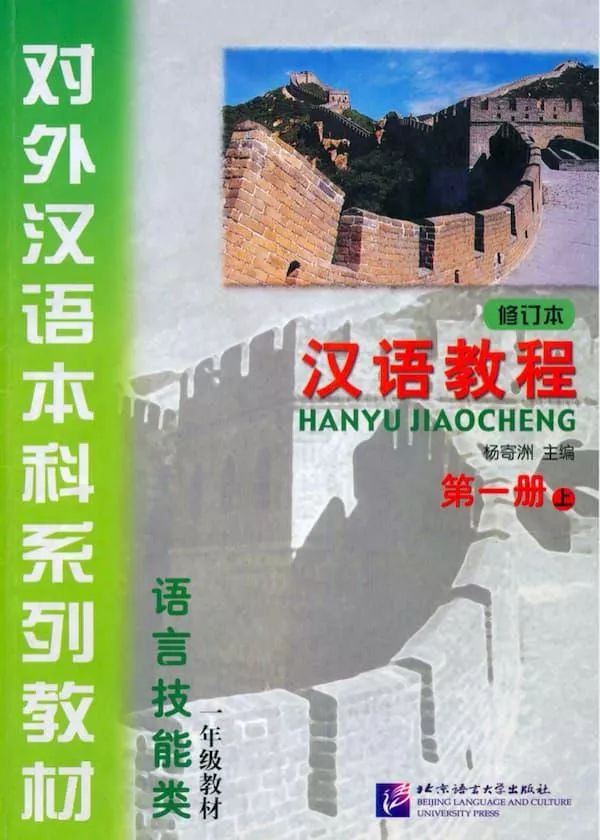 对外汉语本科系列教材
修订本
汉语教程
HANYU JIAOCHENG
杨寄洲 主编
第一册 上
语言技能类
一年级教材
北京语言大学出版社
BEIJING LANGUAGE AND CULTURE
UNIVERSITY PRESS